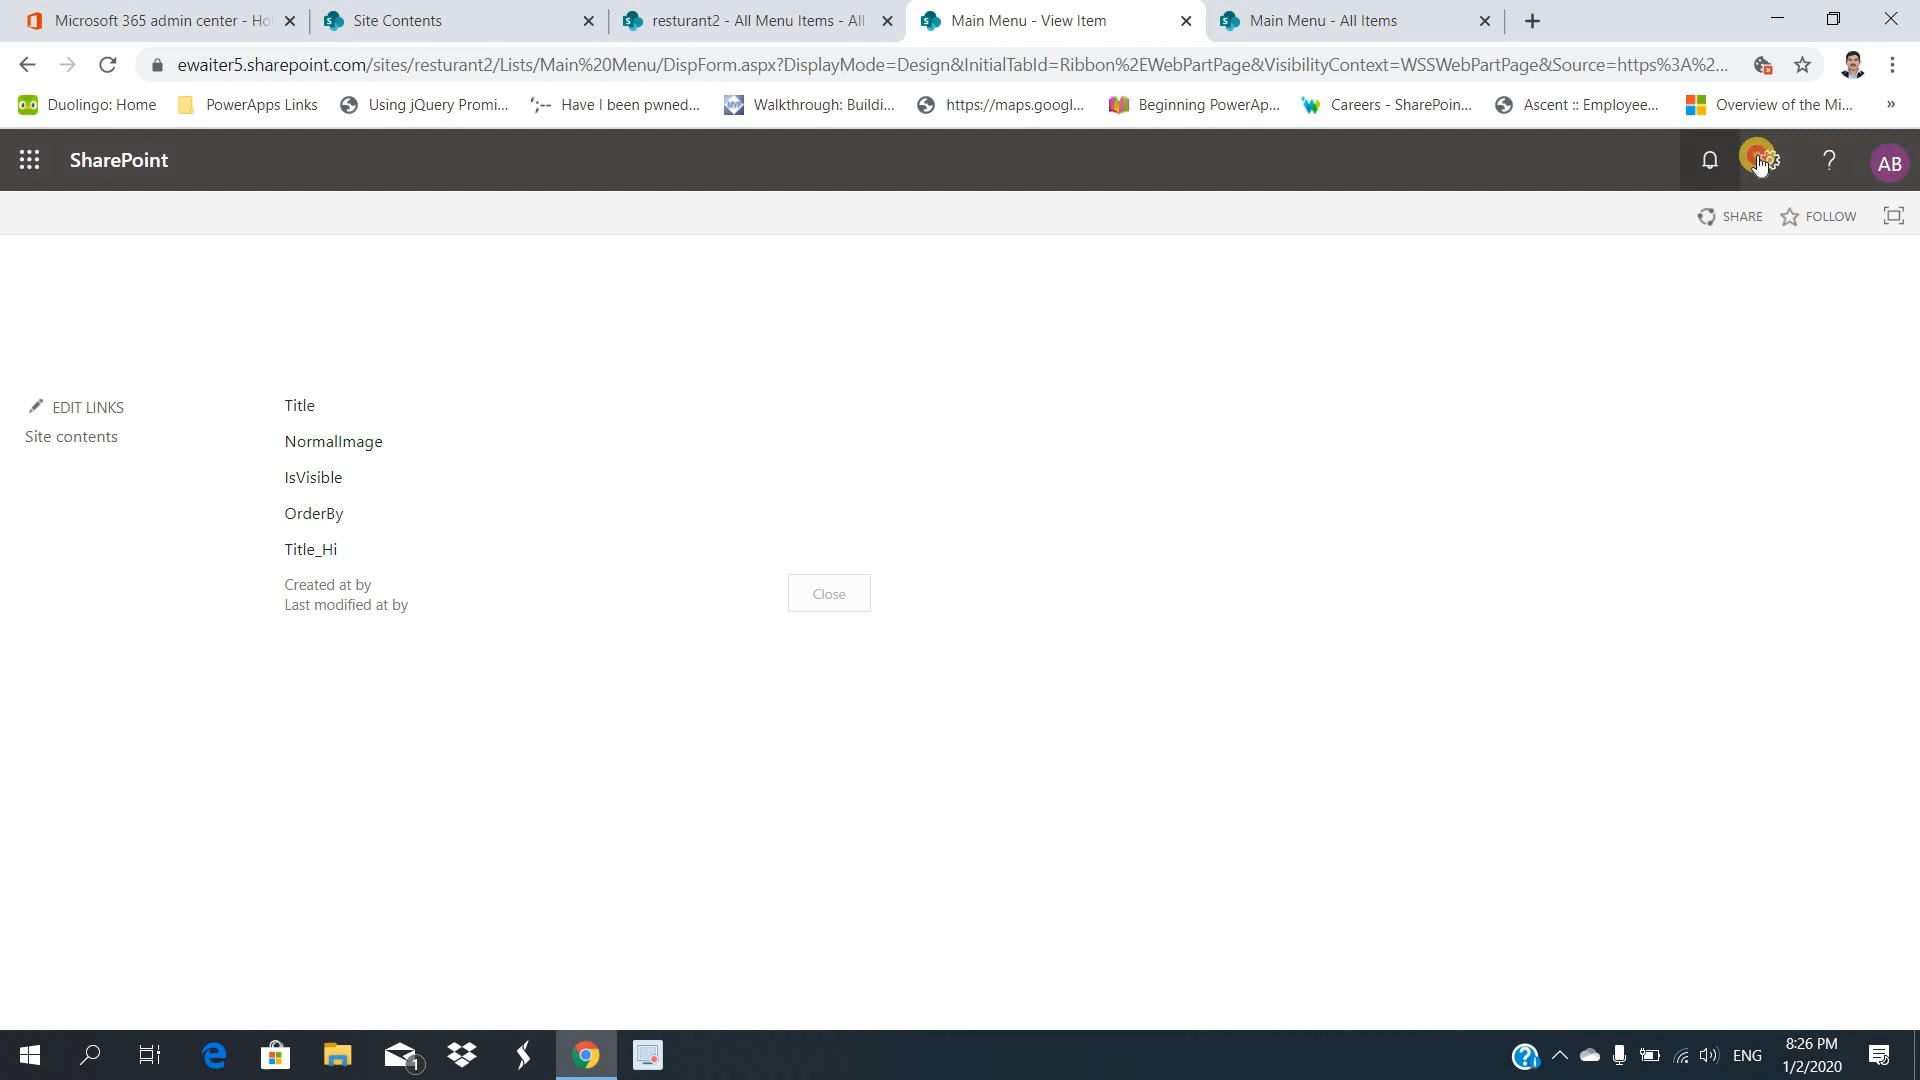 Microsoft 365 admin center - Ho
Site Contents
resturant2 - All Menu Items - All
Main Menu - View Item
Main Menu - All Items
ewaiter5.sharepoint.com/sites/resturant2/Lists/Main%20Menu/DispForm.aspx?DisplayMode=Design&InitialTabId=Ribbon%2EWebPartPage&VisibilityContext=WSSWebPartPage&Source=https%3A%2...
Duolingo: Home
PowerApps Links
Using jQuery Promi...
Have I been pwned...
Walkthrough: Buildi...
https://maps.googl...
Beginning PowerAp...
Careers - SharePoin...
Ascent :: Employee...
Overview of the Mi...
»
SharePoint
?
AB
SHARE
FOLLOW
EDIT LINKS
Site contents
Title
NormalImage
IsVisible
OrderBy
Title_Hi
Created at by
Last modified at by
Close
1
ENG
8:26 PM
1/2/2020